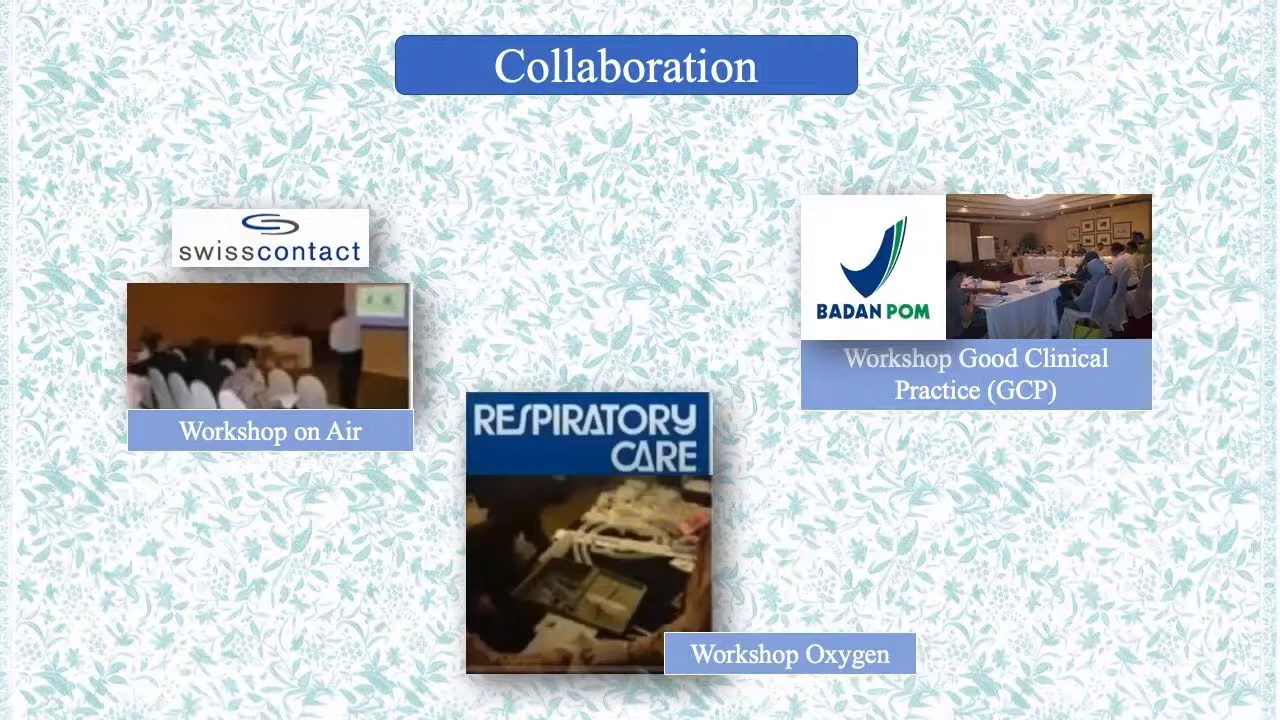 Collaboration
swisscontact
Workshop on Air
BADAN POM
Workshop Good Clinical
Practice (GCP)
RESPIRATORY
CARE
Workshop Oxygen